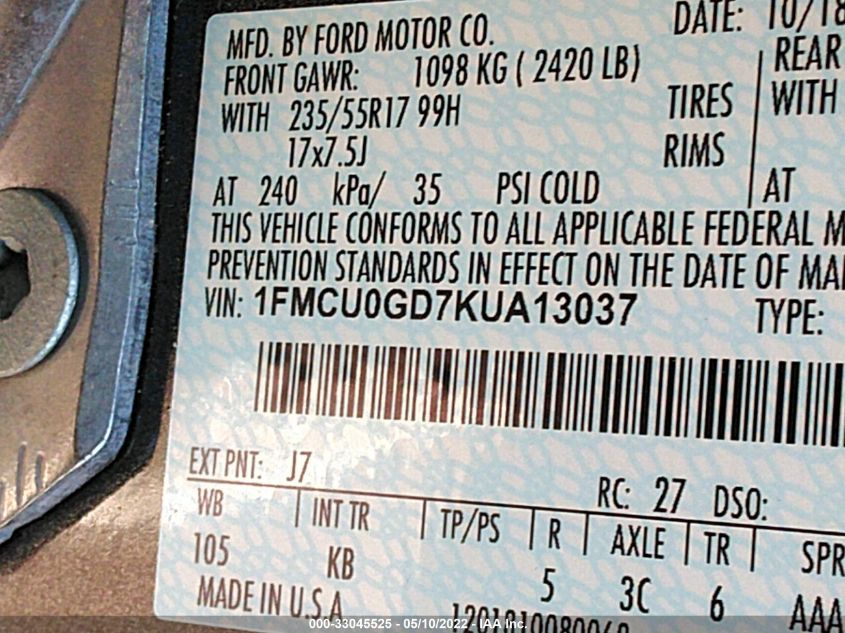 MFD. BY FORD MOTOR CO. DATE: 10/18
FRONT GAWR: 1098 KG ( 2420 LB) REAR
WITH 235/55R17 99H TIRES WITH
17x7.5J RIMS
AT 240 kPa/ 35 PSI COLD AT
THIS VEHICLE CONFORMS TO ALL APPLICABLE FEDERAL M
PREVENTION STANDARDS IN EFFECT ON THE DATE OF MA
VIN: 1FMCU0GD7KUA13037 TYPE:
EXT PNT: J7 RC: 27 DSO:
WB INT TR TP/PS R AXLE TR SPR
105 KB 5 3C 6 AAA
MADE IN U.S.A
000-33045525 - 05/10/2022 - IAA Inc.